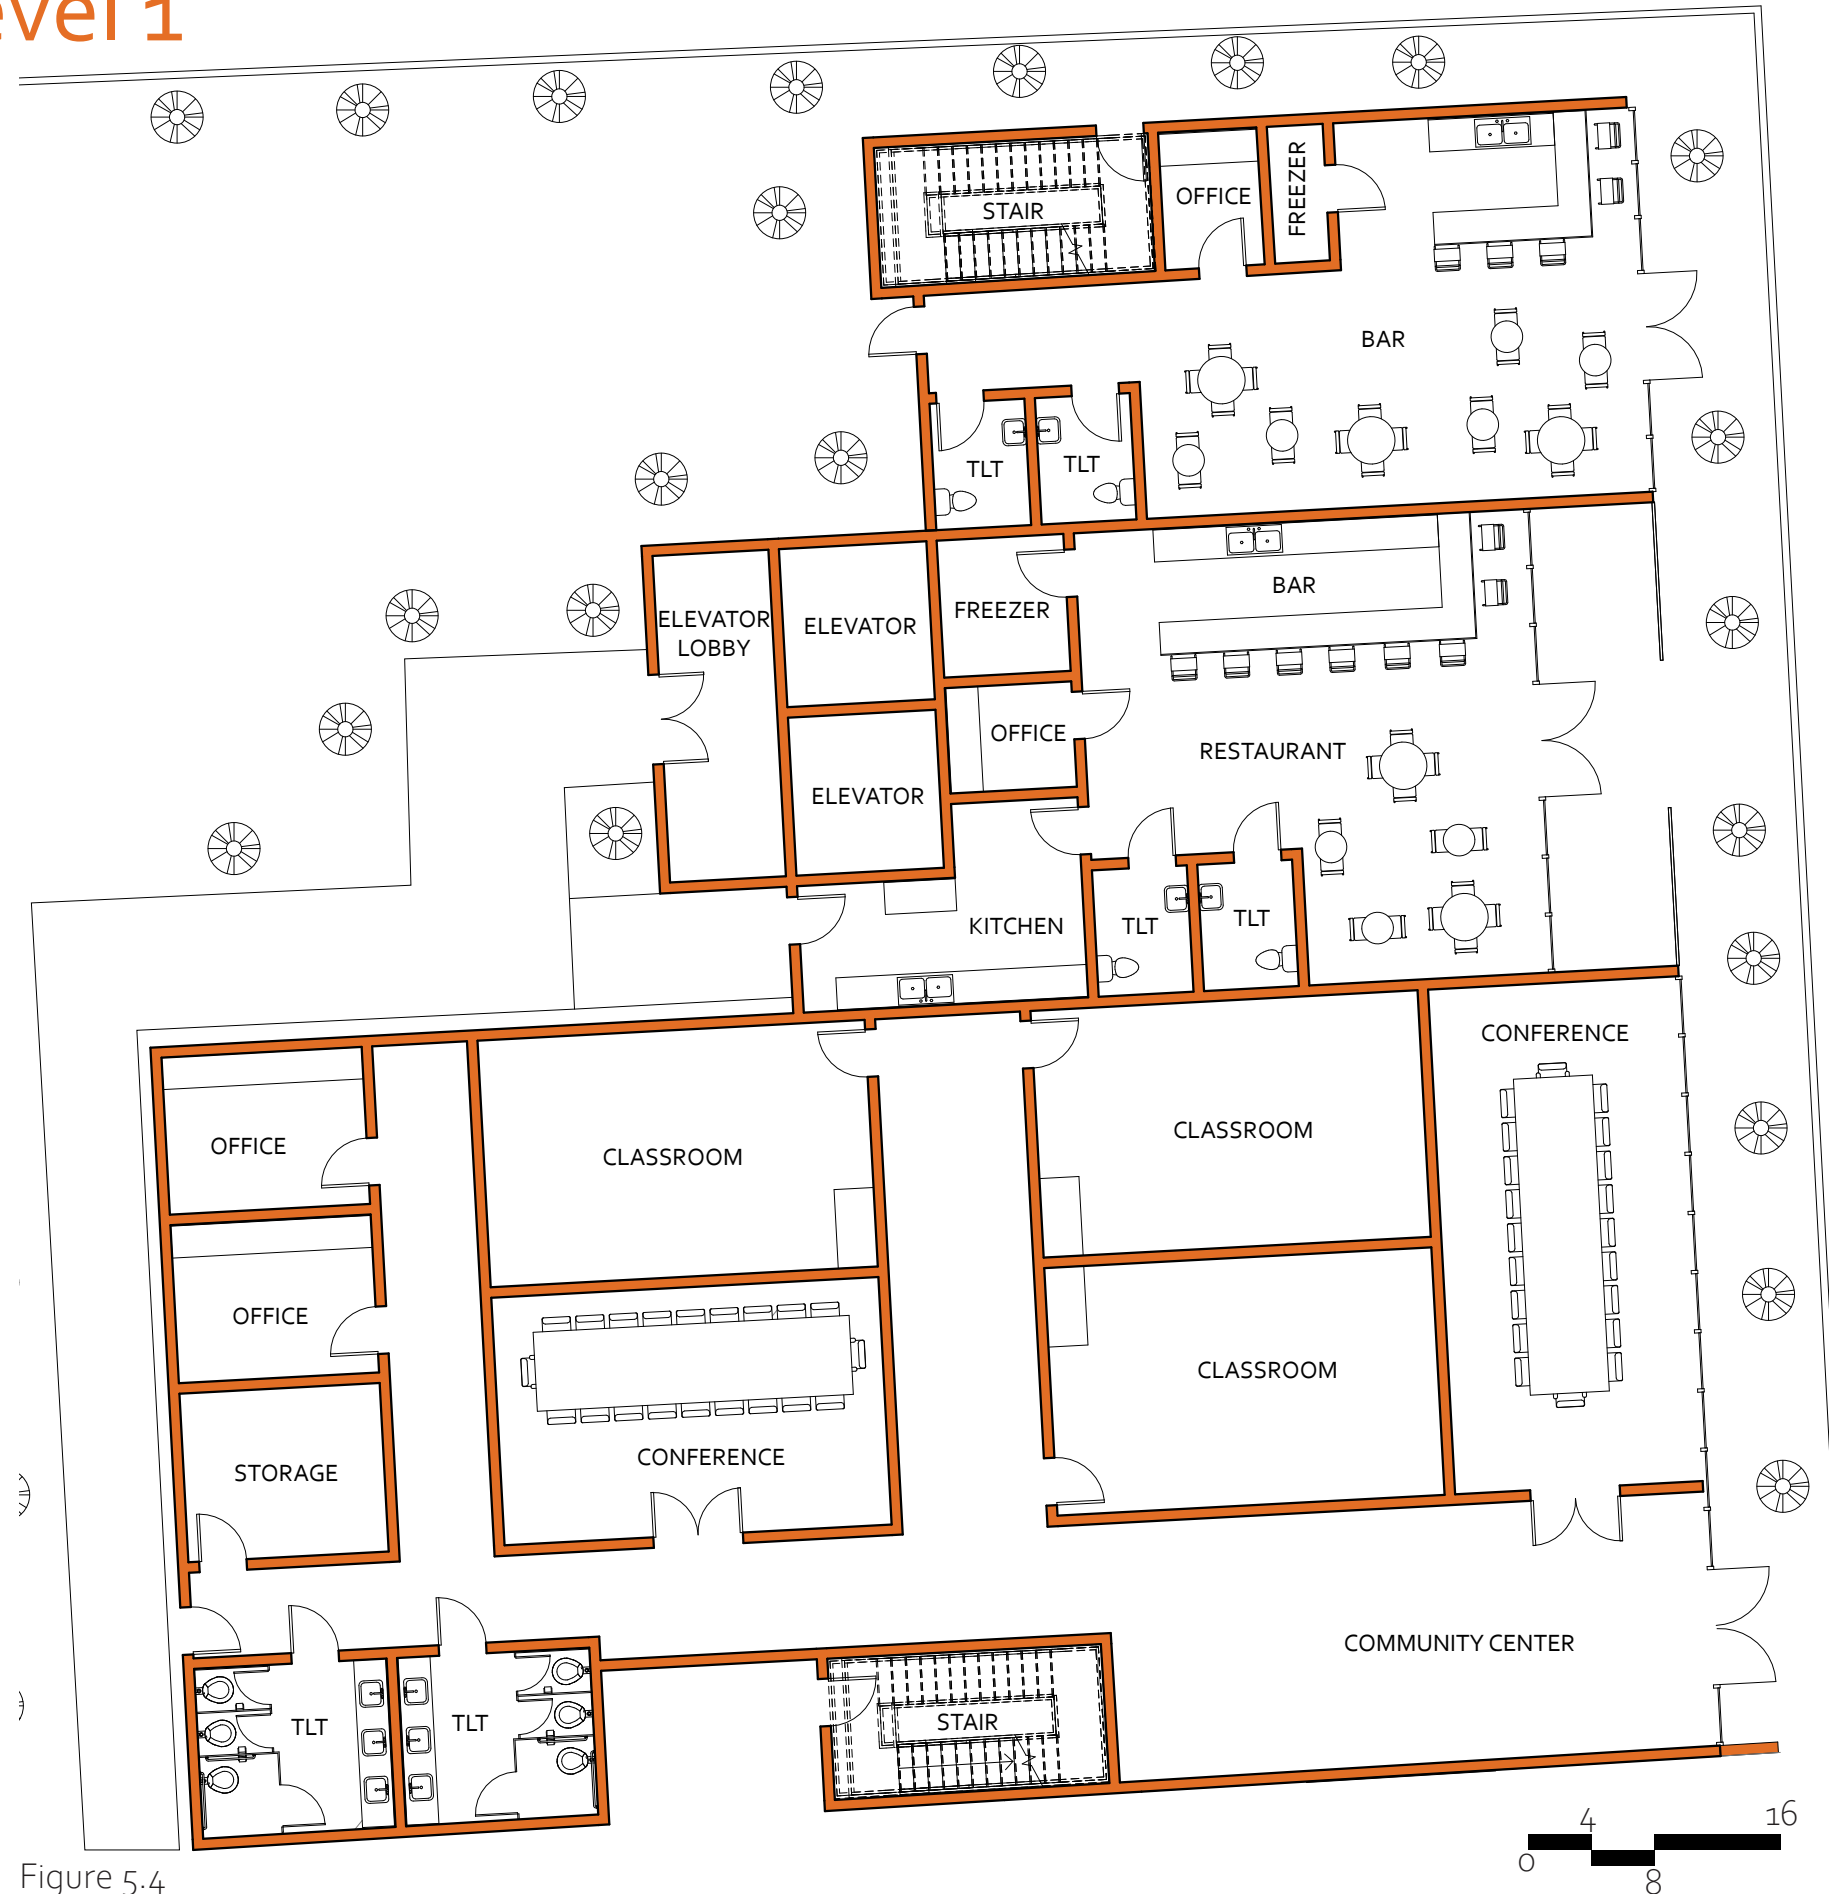 evel 1
STAIR
OFFICE
FREEZER
BAR
TLT
TLT
ELEVATOR
LOBBY
ELEVATOR
FREEZER
BAR
OFFICE
RESTAURANT
ELEVATOR
KITCHEN
TLT
TLT
CONFERENCE
OFFICE
CLASSROOM
CLASSROOM
OFFICE
CLASSROOM
STORAGE
CONFERENCE
COMMUNITY CENTER
TLT
TLT
STAIR
4
16
0
8
Figure 5.4